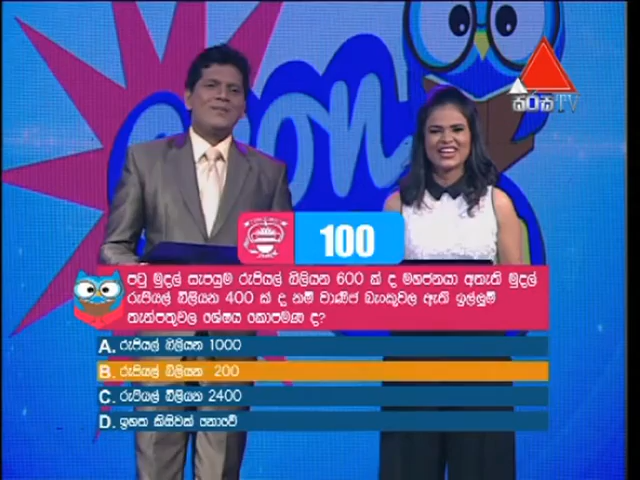 සිරස TV
100
පටු මුදල් සැපයුම රුපියල් බිලියන 600 ක් ද මහජනයා අතැති මුදල්
රුපියල් බිලියන 400 ක් ද නම් වාණිජ බැංකුවල ඇති ඉල්ලුම්
තැන්පතුවල ශේෂය කොපමණ ද?
A. රුපියල් බිලියන 1000
B. රුපියල් බිලියන 200
C. රුපියල් බිලියන 2400
D. ඉහත කිසිවක් නොවේ